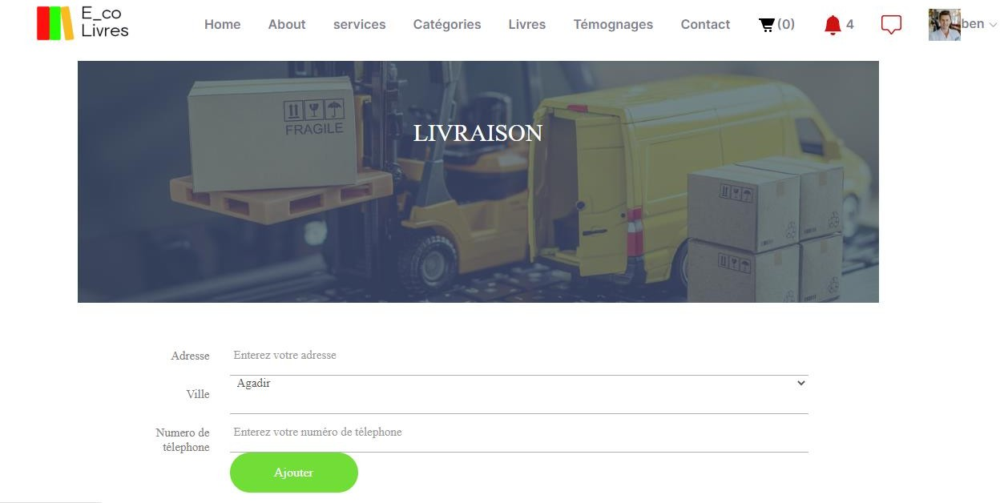 E_co
Livres
Home About services Catégories Livres Témognages Contact (0) 4 ben
FRAGILE
LIVRAISON
Adresse Enterez votre adresse
Ville Agadir
Numero de
télephone Enterez votre numéro de télephone
Ajouter